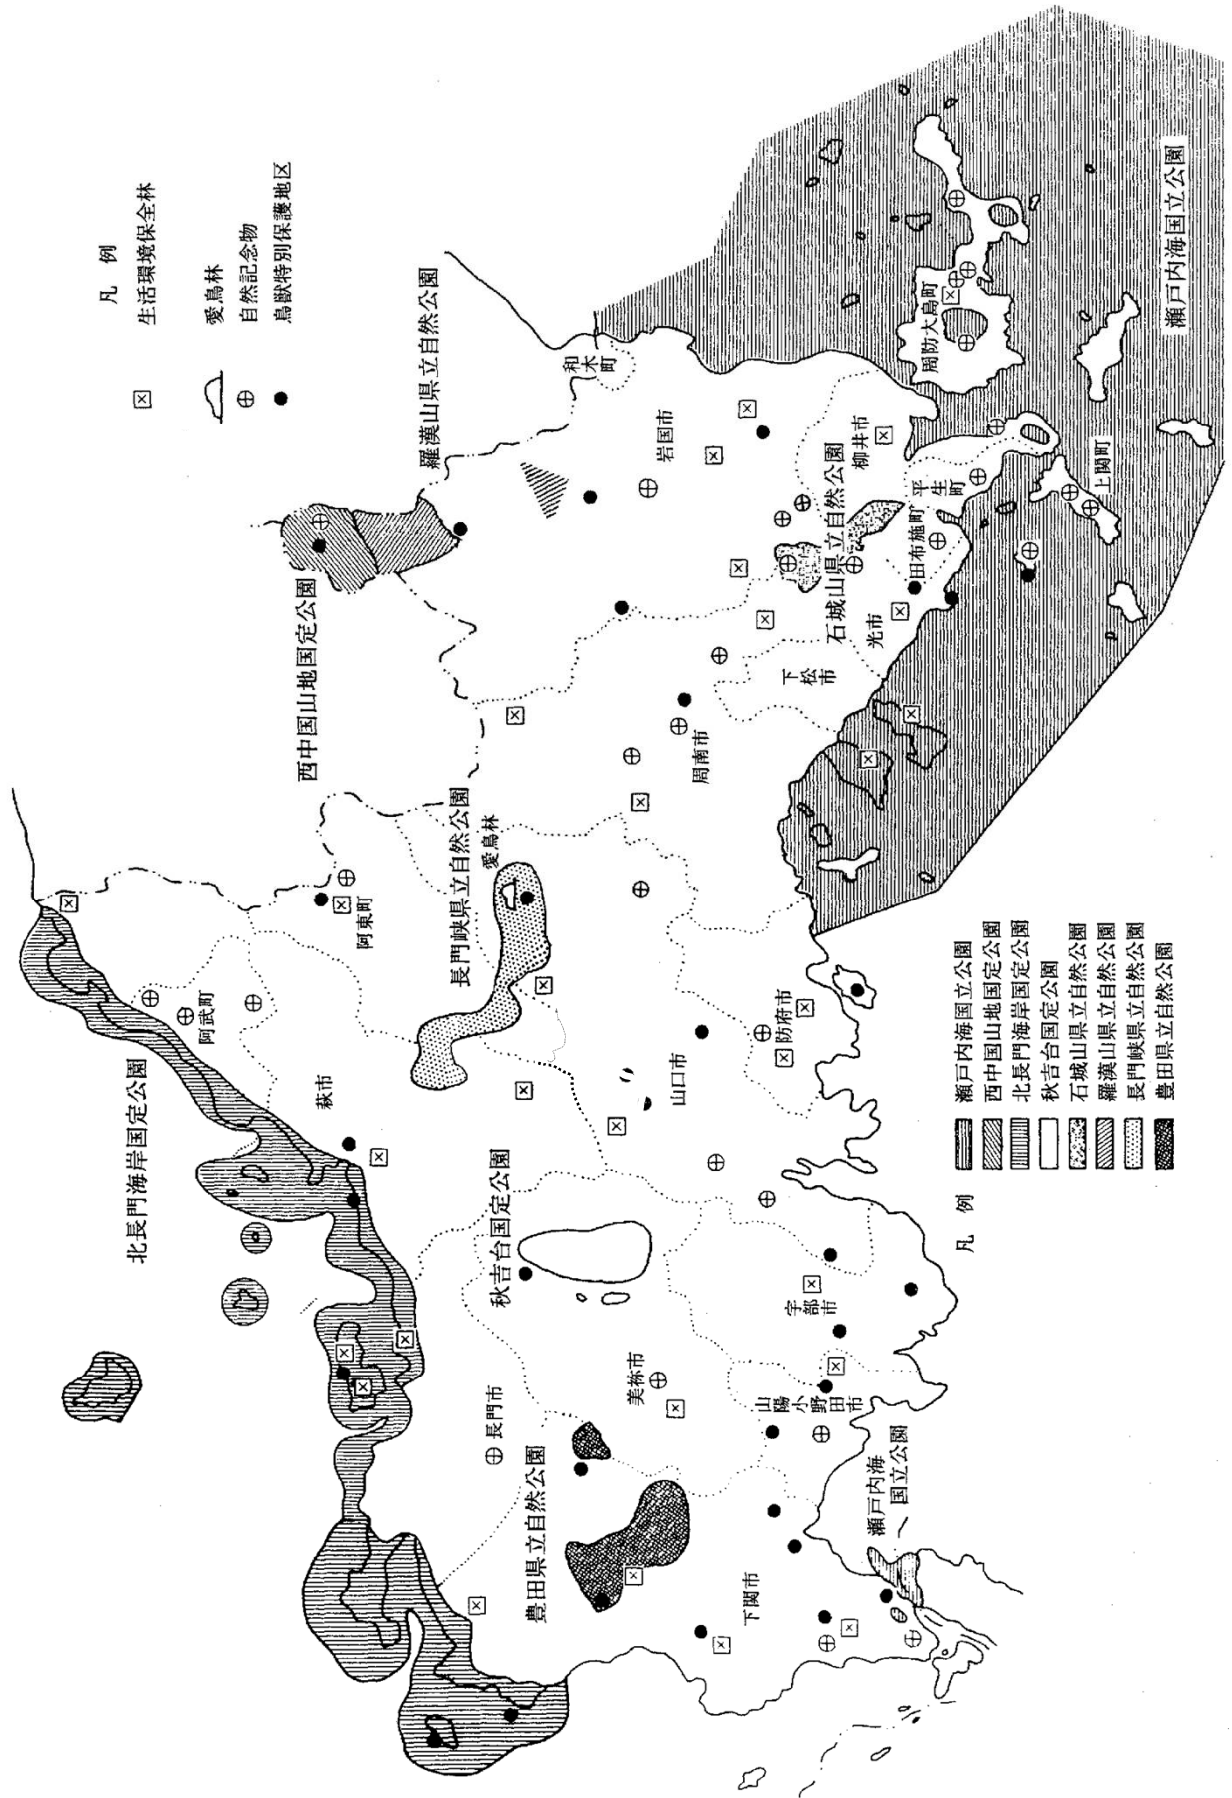 凡 例
生活環境保全林
愛鳥林
自然記念物
鳥獣特別保護地区
羅漢山県立自然公園
西中国山地国定公園
長門峡県立自然公園
愛鳥林
北長門海岸国定公園
秋吉台国定公園
豊田県立自然公園
石城山県立自然公園
瀬戸内海国立公園
瀬戸内海
国立公園
和木町
岩国市
柳井市
周防大島町
上関町
平生町
田布施町
光市
下松市
周南市
阿東町
阿武町
萩市
山口市
防府市
宇部市
美祢市
山陽小野田市
長門市
下関市
凡 例
瀬戸内海国立公園
西中国山地国定公園
北長門海岸国定公園
秋吉台国定公園
石城山県立自然公園
羅漢山県立自然公園
長門峡県立自然公園
豊田県立自然公園